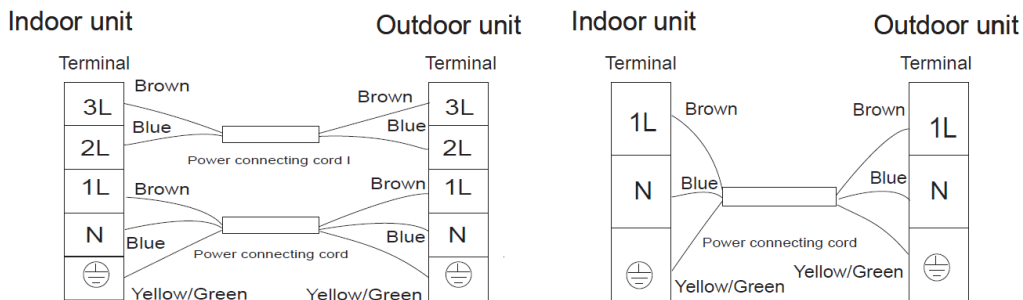 Indoor unit
Outdoor unit
Terminal
Terminal
3L
Brown
Brown
3L
2L
Blue
Blue
2L
Power connecting cord I
1L
Brown
Brown
1L
N
Blue
Blue
N
Power connecting cord
Yellow/Green
Yellow/Green
Indoor unit
Outdoor unit
Terminal
Terminal
1L
Brown
Brown
1L
N
Blue
Blue
N
Power connecting cord
Yellow/Green
Yellow/Green